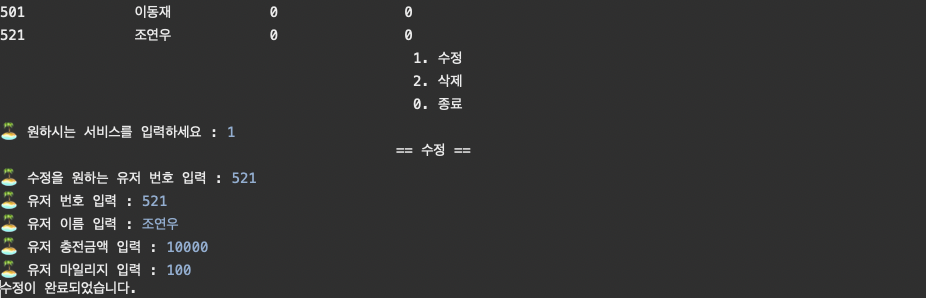 501 이동재 0 0
521 조연우 0 0
1. 수정
2. 삭제
0. 종료
🏝 원하시는 서비스를 입력하세요 : 1
== 수정 ==
🏝 수정을 원하는 유저 번호 입력 : 521
🏝 유저 번호 입력 : 521
🏝 유저 이름 입력 : 조연우
🏝 유저 충전금액 입력 : 10000
🏝 유저 마일리지 입력 : 100
수정이 완료되었습니다.